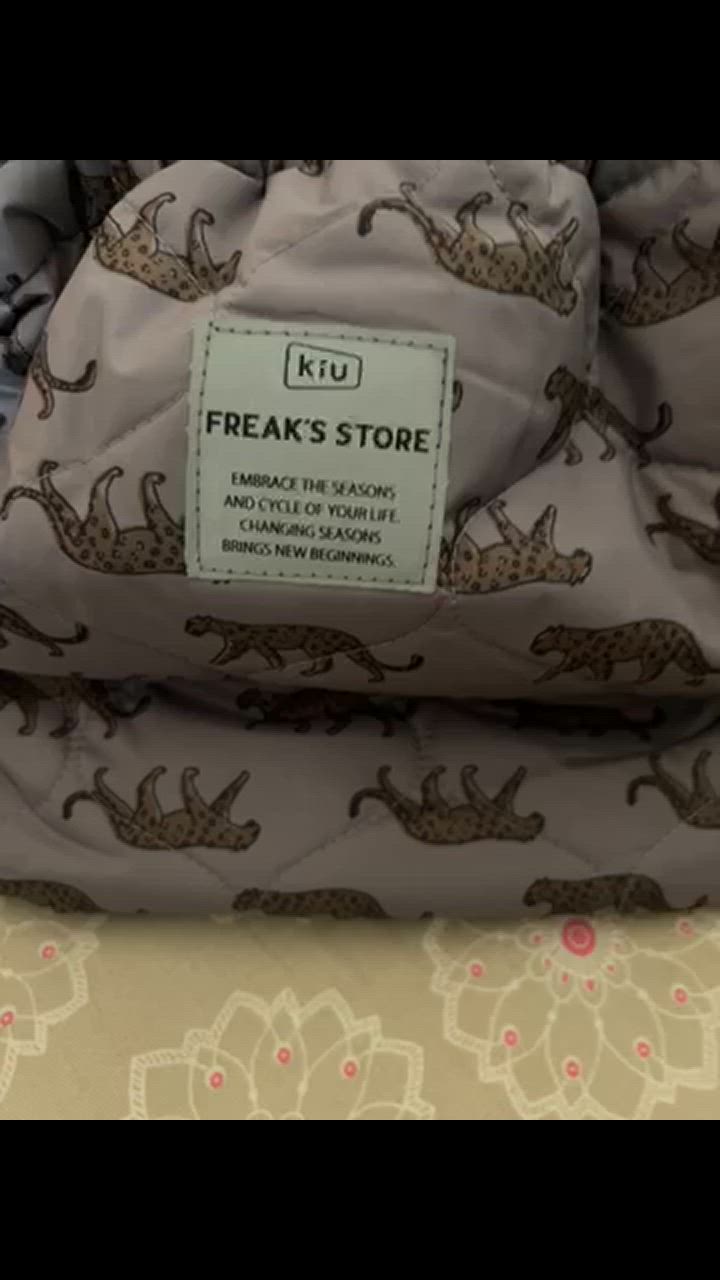 kiu
FREAK'S STORE
EMBRACE THE SEASONS
AND CYCLE OF YOUR LIFE.
CHANGING SEASONS
BRINGS NEW BEGINNINGS.